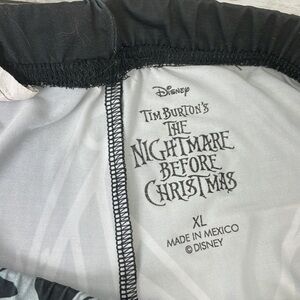 Disney
TIM BURTON'S
THE
NIGHTMARE
BEFORE
CHRISTMAS
XL
MADE IN MEXICO
© DISNEY